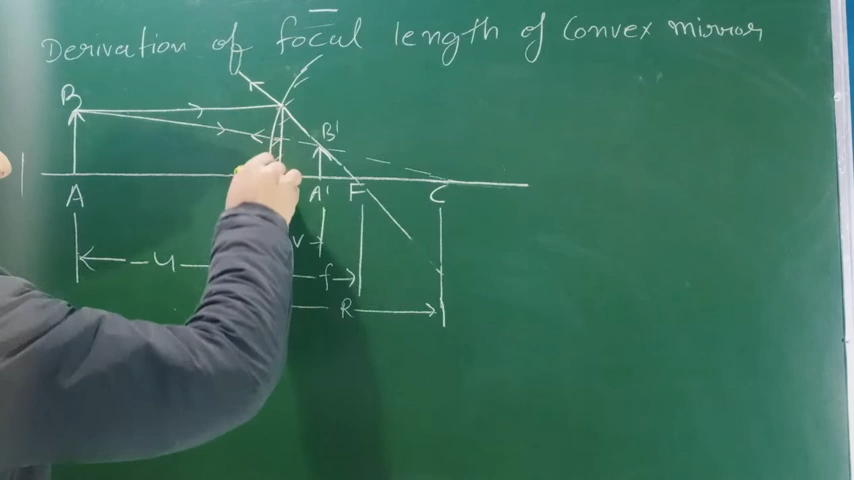 Derivation of focal length of Convex mirror
B
B'
A A' F C
v
u
f
R